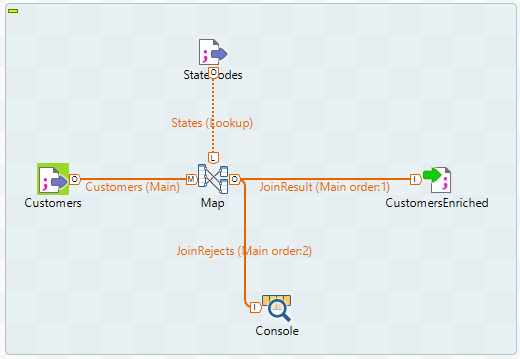 StateCodes
O
States (Lookup)
L
O
Customers (Main)
M
O
JoinResult (Main order:1)
I
Customers
Map
CustomersEnriched
JoinRejects (Main order:2)
I
Console